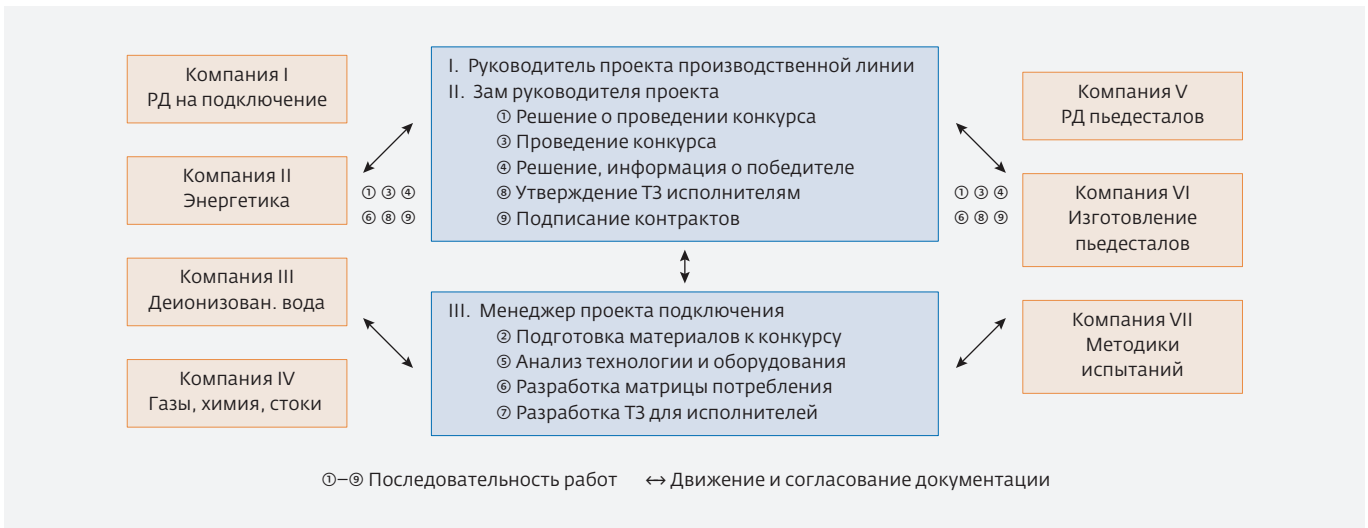 Компания I
РД на подключение
Компания II
Энергетика
Компания III
Деионизован. вода
Компания IV
Газы, химия, стоки
① ③ ④
⑥ ⑧ ⑨
I. Руководитель проекта производственной линии
II. Зам руководителя проекта
① Решение о проведении конкурса
③ Проведение конкурса
④ Решение, информация о победителе
⑧ Утверждение ТЗ исполнителям
⑨ Подписание контрактов
III. Менеджер проекта подключения
② Подготовка материалов к конкурсу
⑤ Анализ технологии и оборудования
⑥ Разработка матрицы потребления
⑦ Разработка ТЗ для исполнителей
① ③ ④
⑥ ⑧ ⑨
Компания V
РД пьедесталов
Компания VI
Изготовление
пьедесталов
Компания VII
Методики
испытаний
①–⑨ Последовательность работ ↔ Движение и согласование документации